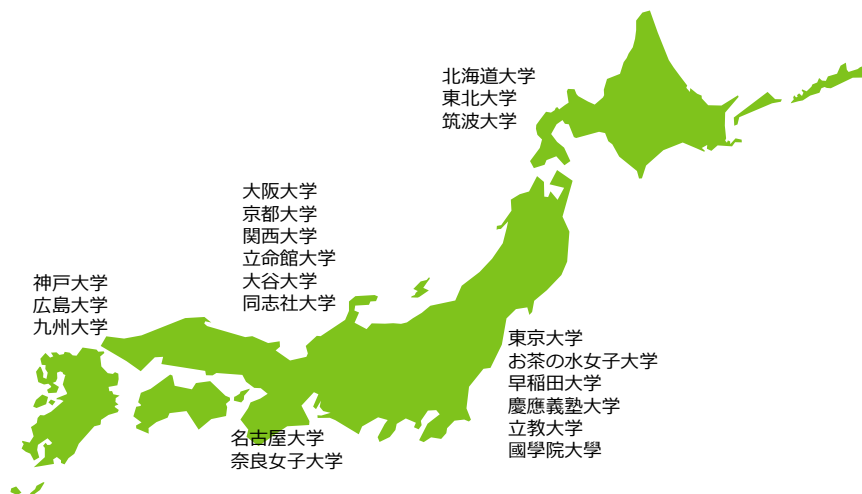 北海道大学
東北大学
筑波大学
大阪大学
京都大学
関西大学
立命館大学
大谷大学
同志社大学
神戸大学
広島大学
九州大学
東京大学
お茶の水女子大学
早稲田大学
慶應義塾大学
立教大学
國學院大學
名古屋大学
奈良女子大学